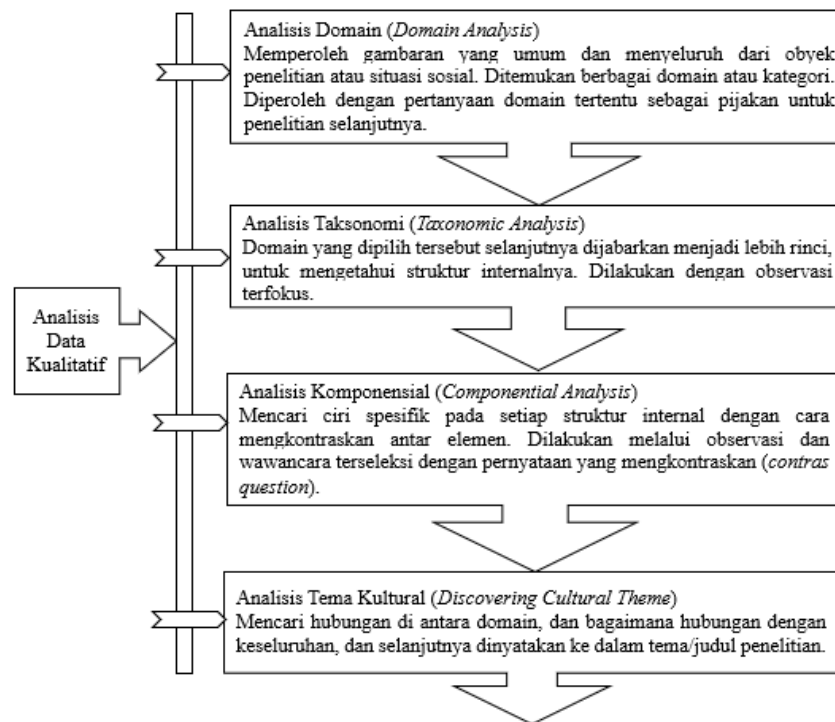 Analisis Domain (Domain Analysis)
Memperoleh gambaran yang umum dan menyeluruh dari obyek
penelitian atau situasi sosial. Ditemukan berbagai domain atau kategori.
Diperoleh dengan pertanyaan domain tertentu sebagai pijakan untuk
penelitian selanjutnya.
Analisis Taksonomi (Taxonomic Analysis)
Domain yang dipilih tersebut selanjutnya dijabarkan menjadi lebih rinci,
untuk mengetahui struktur internalnya. Dilakukan dengan observasi
terfokus.
Analisis
Data
Kualitatif
Analisis Komponensial (Componential Analysis)
Mencari ciri spesifik pada setiap struktur internal dengan cara
mengkontraskan antar elemen. Dilakukan melalui observasi dan
wawancara terseleksi dengan pernyataan yang mengkontraskan (contras
question).
Analisis Tema Kultural (Discovering Cultural Theme)
Mencari hubungan di antara domain, dan bagaimana hubungan dengan
keseluruhan, dan selanjutnya dinyatakan ke dalam tema/judul penelitian.